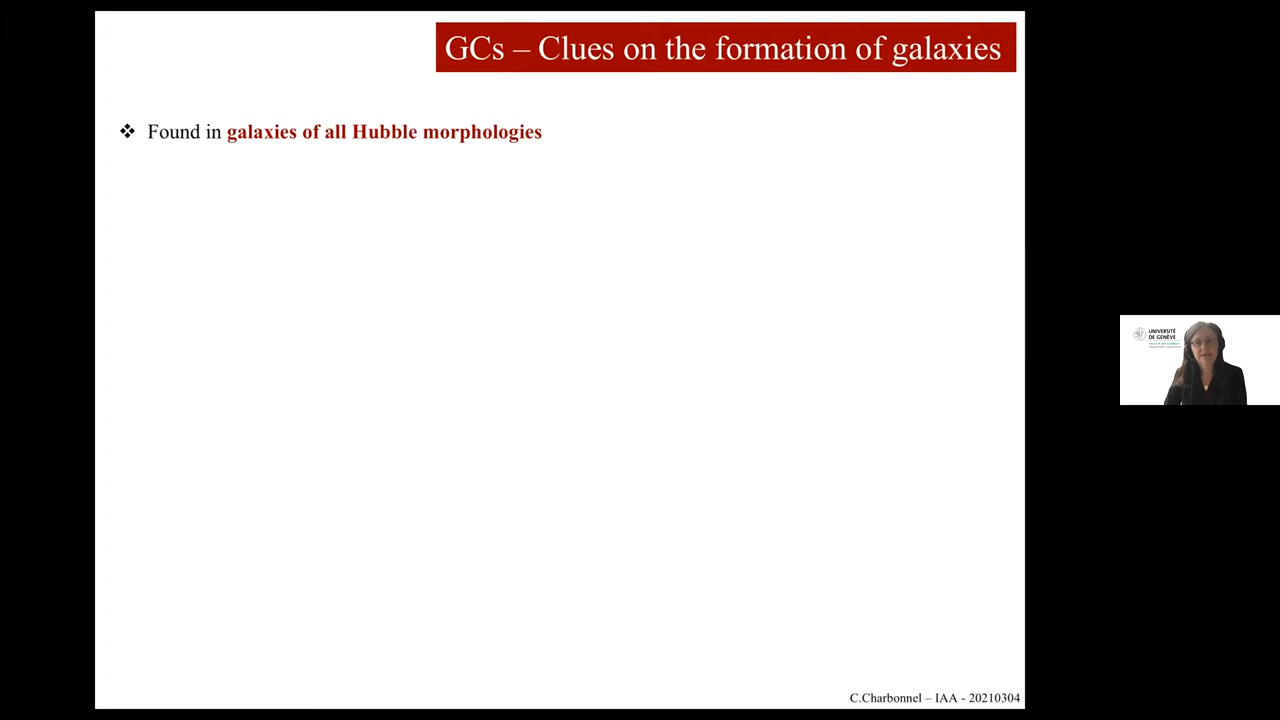 GCs – Clues on the formation of galaxies
❖ Found in galaxies of all Hubble morphologies
UNIVERSITÉ
DE GENÈVE
C.Charbonnel – IAA - 20210304